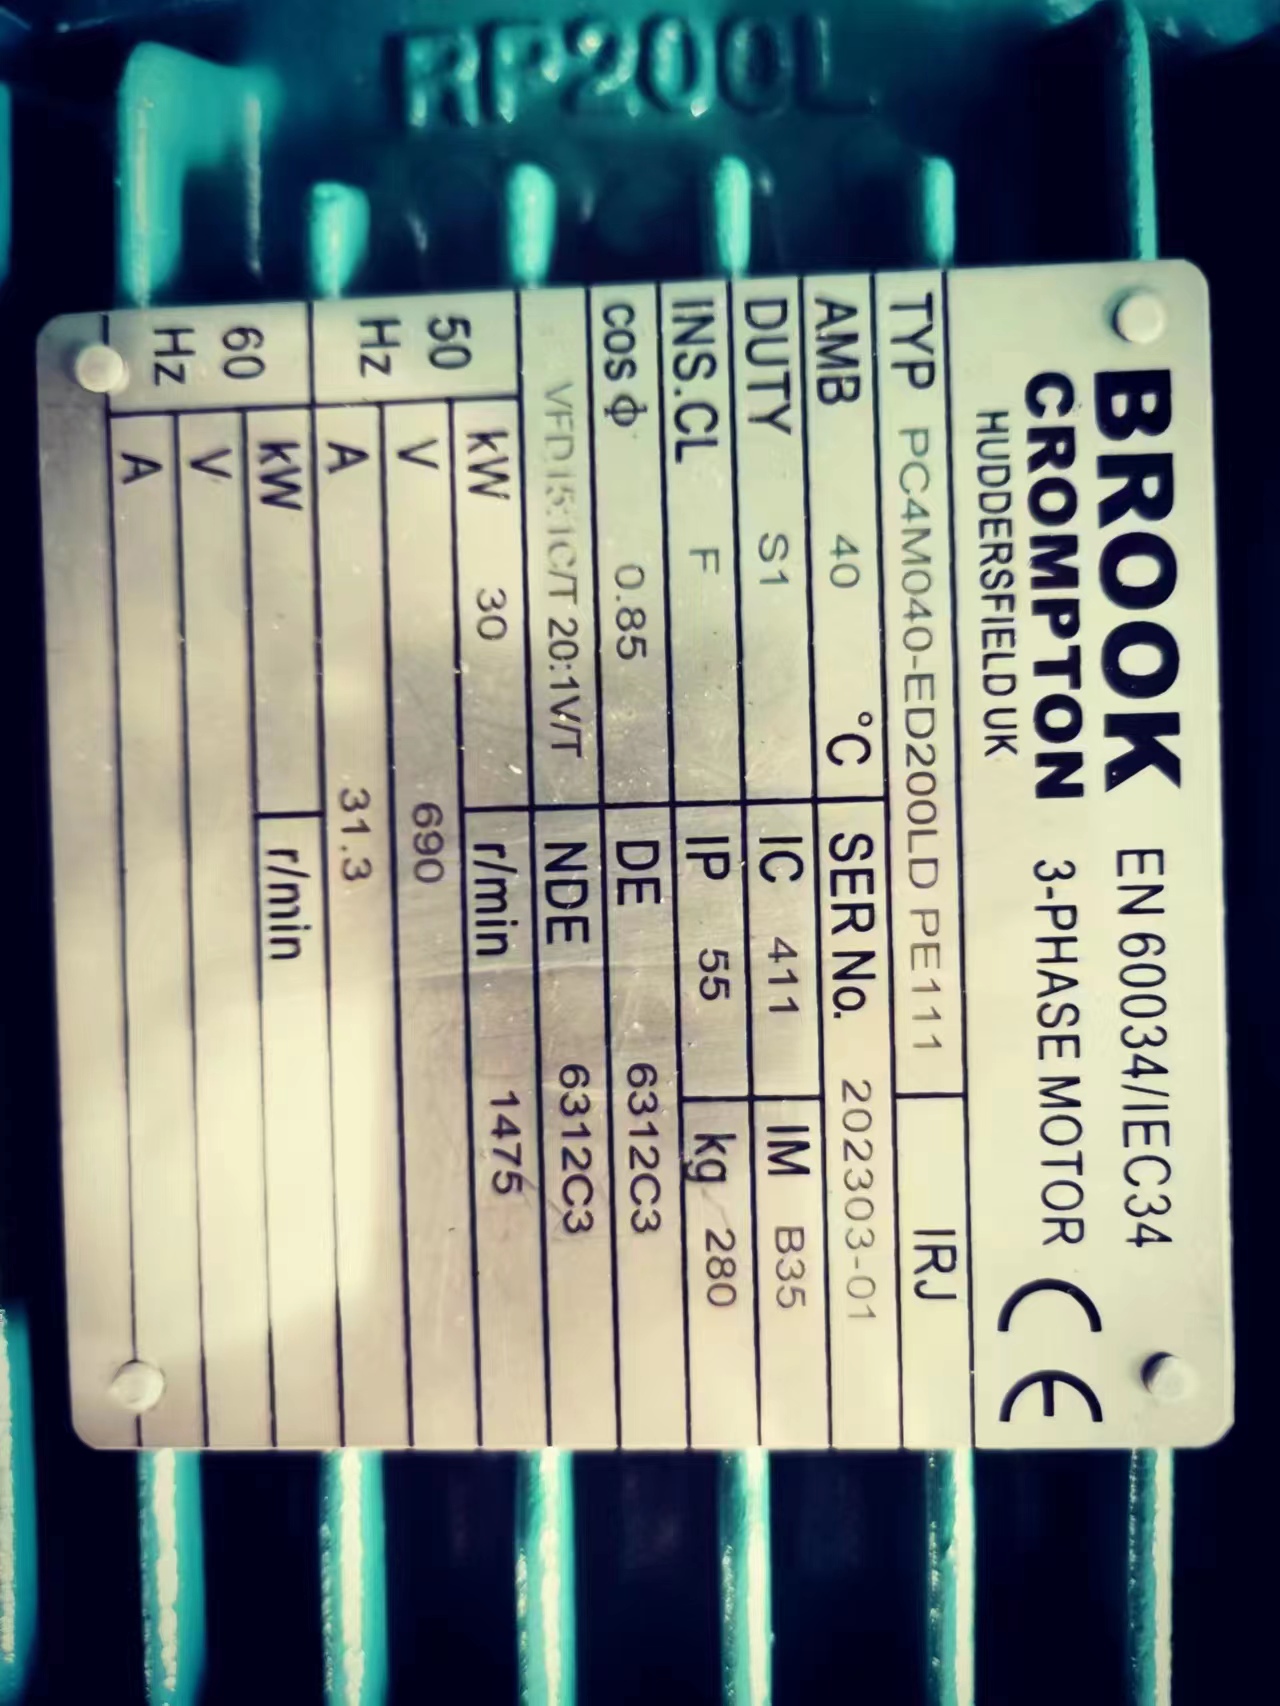 RP200L
BROOK EN 60034/IEC34
CROMPTON 3-PHASE MOTOR CE
HUDDERSFIELD UK
TYP PC4M040-ED200LD PE111 IRJ
AMB 40 °C SER No. 202303-01
DUTY S1 IC 411 IM B35
INS.CL F IP 55 kg 280
cos ф 0.85 DE 6312C3
VFD15:1C/T 20:1V/T NDE 6312C3
50 Hz kW 30 r/min 1475
V 690
A 31.3
60 Hz kW r/min
V
A